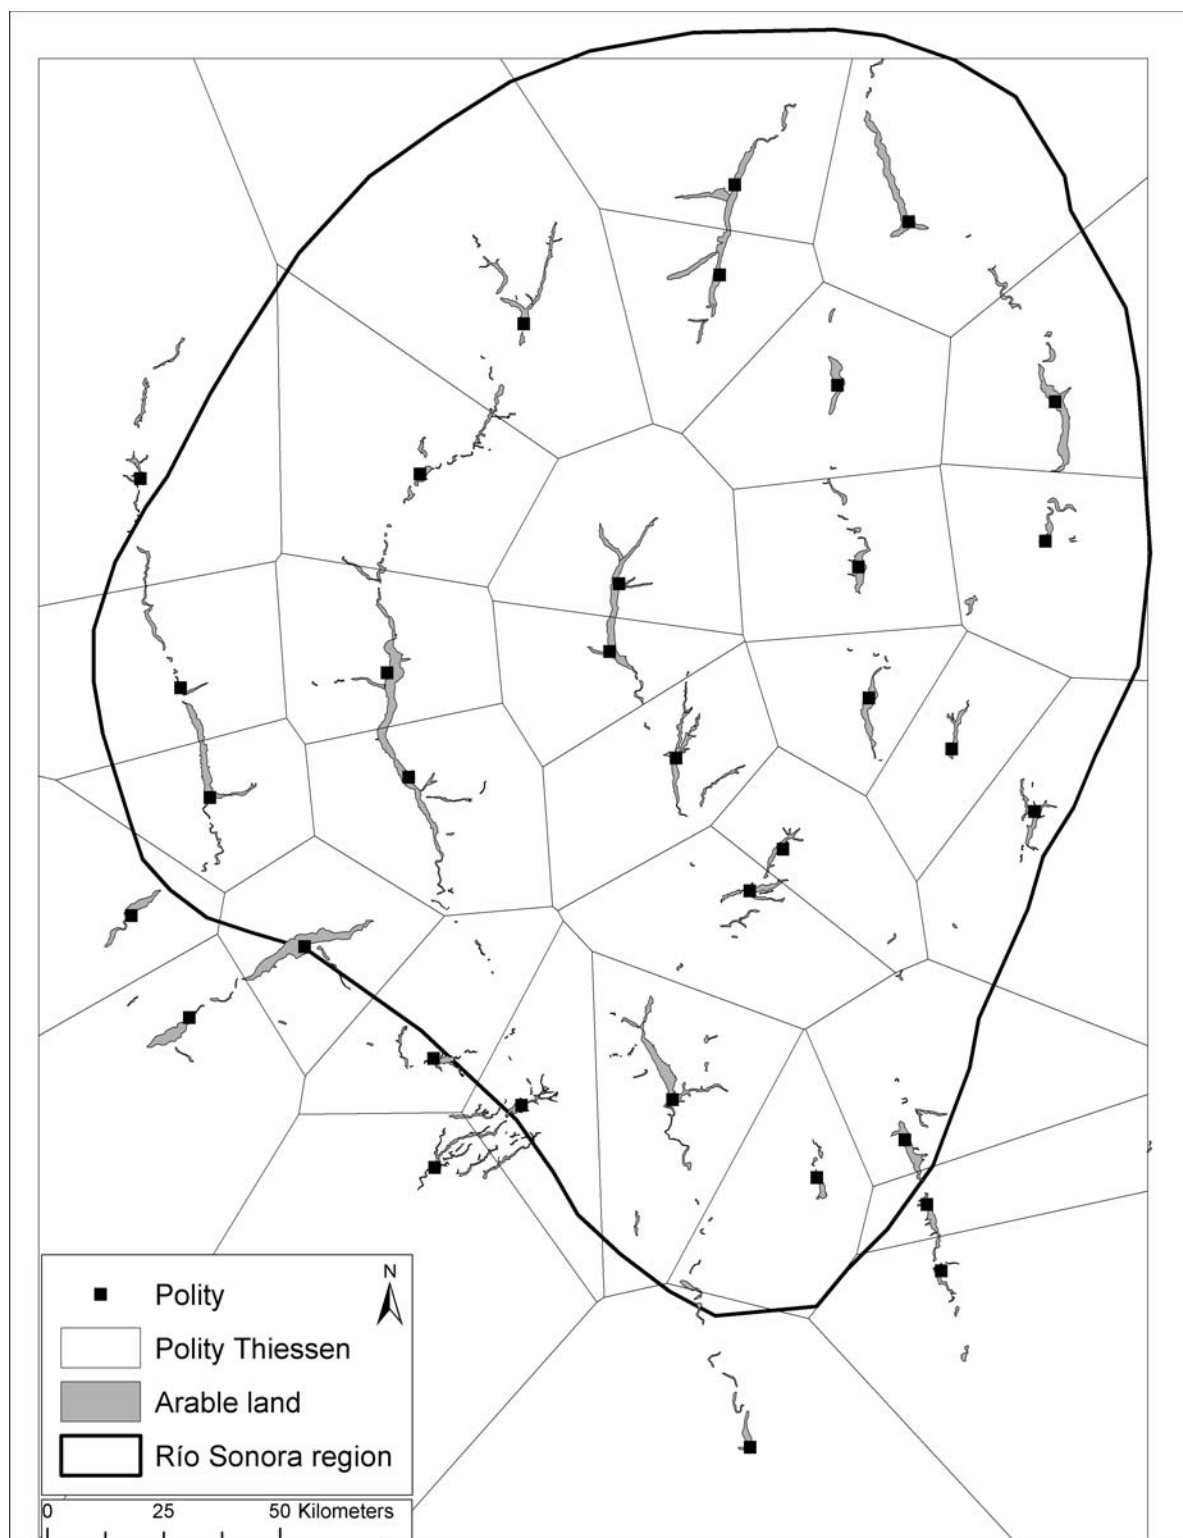 N
Polity
Polity Thiessen
Arable land
Río Sonora region
0 25 50 Kilometers